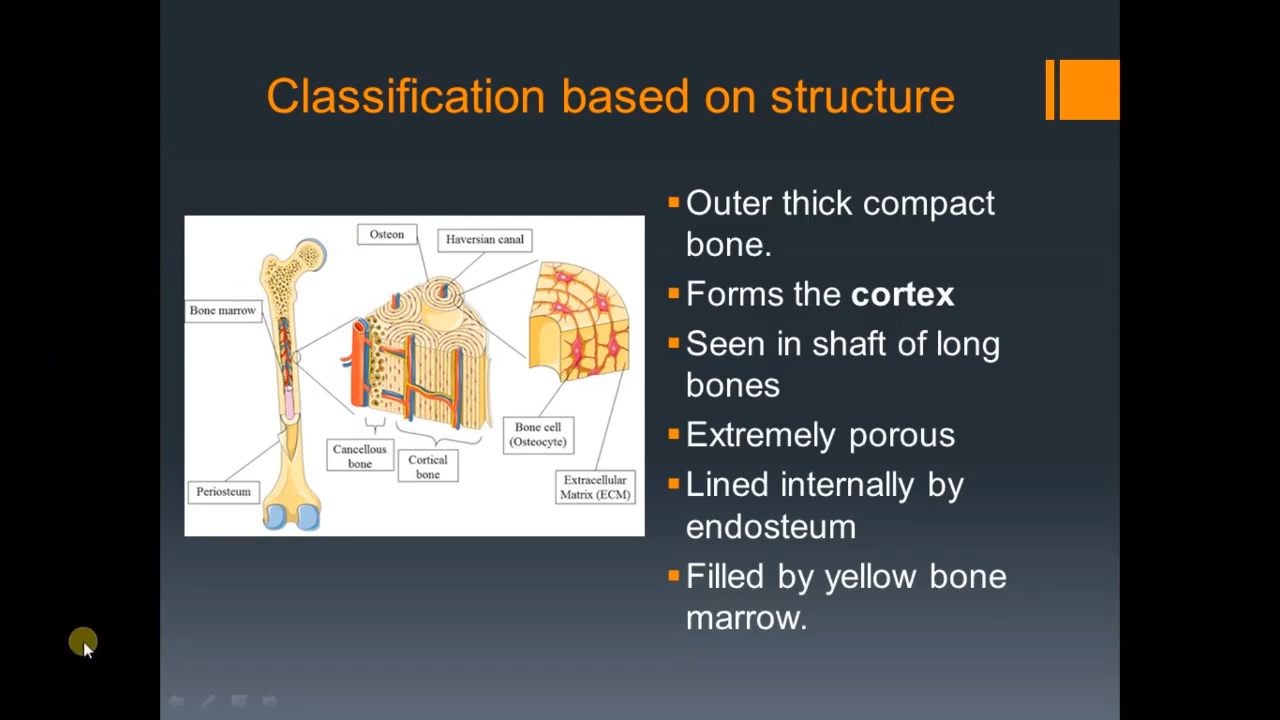 Classification based on structure
Osteon
Haversian canal
Bone marrow
Cancellous
bone
Cortical
bone
Bone cell
(Osteocyte)
Extracellular
Matrix (ECM)
Periosteum
▪Outer thick compact
bone.
▪Forms the cortex
▪Seen in shaft of long
bones
▪Extremely porous
▪Lined internally by
endosteum
▪Filled by yellow bone
marrow.